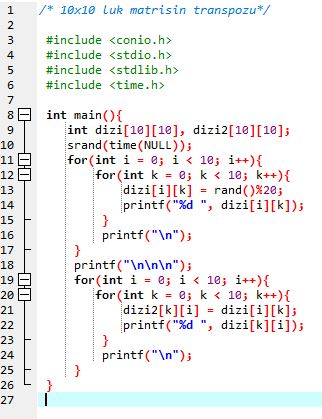 1 /* 10x10 luk matrisin transpozu*/
2
3 #include <conio.h>
4 #include <stdio.h>
5 #include <stdlib.h>
6 #include <time.h>
7
8 int main(){
9 int dizi[10][10], dizi2[10][10];
10 srand(time(NULL));
11 for(int i = 0; i < 10; i++){
12 for(int k = 0; k < 10; k++){
13 dizi[i][k] = rand()%20;
14 printf("%d ", dizi[i][k]);
15 }
16 printf("\n");
17 }
18 printf("\n\n\n");
19 for(int i = 0; i < 10; i++){
20 for(int k = 0; k < 10; k++){
21 dizi2[k][i] = dizi[i][k];
22 printf("%d ", dizi[k][i]);
23 }
24 printf("\n");
25 }
26 }
27